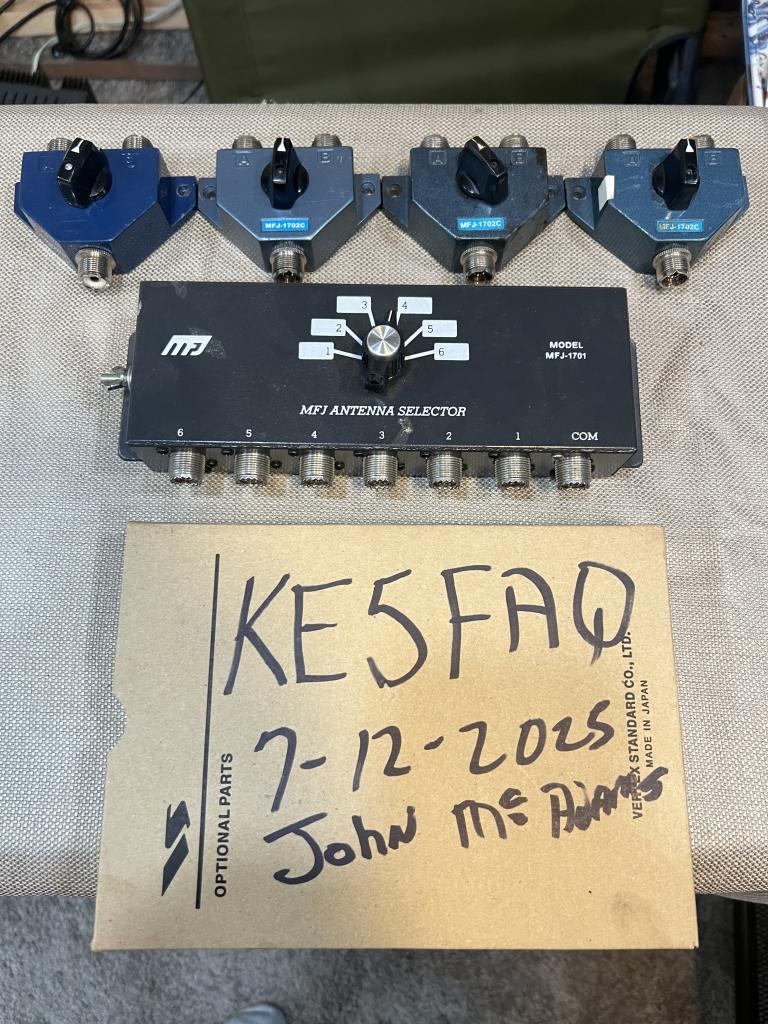 A B
A B
MFJ-1702C
A B
MFJ-1702C
A B
MFJ-1702C
3 4
2 5
1 6
MFJ
MODEL
MFJ-1701
MFJ ANTENNA SELECTOR
6 5 4 3 2 1 COM
KE5FAQ
7-12-2025
John McAdams
OPTIONAL PARTS
VERTEX STANDARD CO., LTD.
MADE IN JAPAN